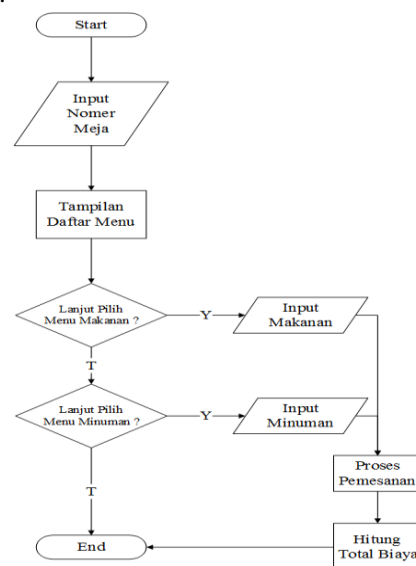 Start
Input
Nomer
Meja
Tampilan
Daftar Menu
Lanjut Pilih
Menu Makanan ?
Y
Input
Makanan
T
Lanjut Pilih
Menu Minuman ?
Y
Input
Minuman
T
Proses
Pemesanan
Hitung
Total Biaya
End